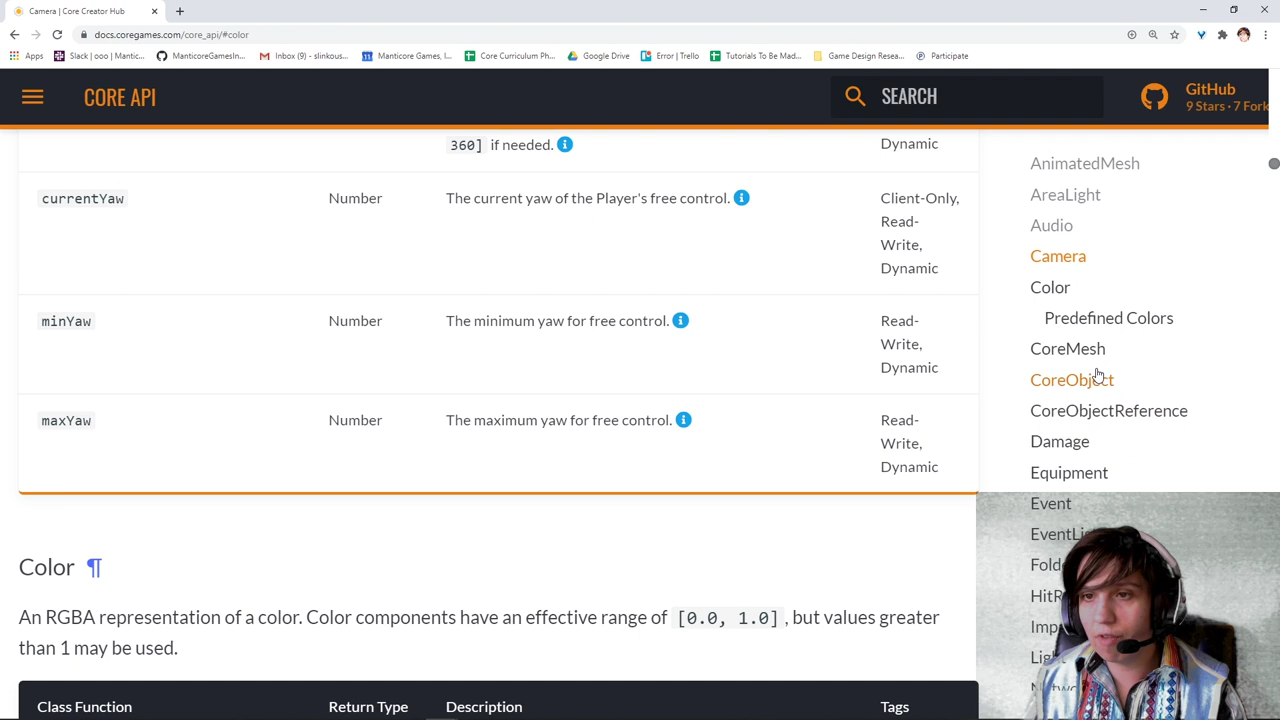 Camera | Core Creator Hub
docs.coregames.com/core_api/#color
Apps
Slack | ooo | Mantic...
ManticoreGamesIn...
Inbox (9) - slinkous...
Manticore Games, I...
Core Curriculum Ph...
Google Drive
Error | Trello
Tutorials To Be Mad...
Game Design Resea...
Participate
CORE API
SEARCH
GitHub
9 Stars · 7 Fork
360] if needed.
Dynamic
currentYaw
Number
The current yaw of the Player's free control.
Client-Only,
Read-
Write,
Dynamic
minYaw
Number
The minimum yaw for free control.
Read-
Write,
Dynamic
maxYaw
Number
The maximum yaw for free control.
Read-
Write,
Dynamic
Color ¶
An RGBA representation of a color. Color components have an effective range of [0.0, 1.0], but values greater
than 1 may be used.
Class Function
Return Type
Description
Tags
AnimatedMesh
AreaLight
Audio
Camera
Color
Predefined Colors
CoreMesh
CoreObject
CoreObjectReference
Damage
Equipment
Event